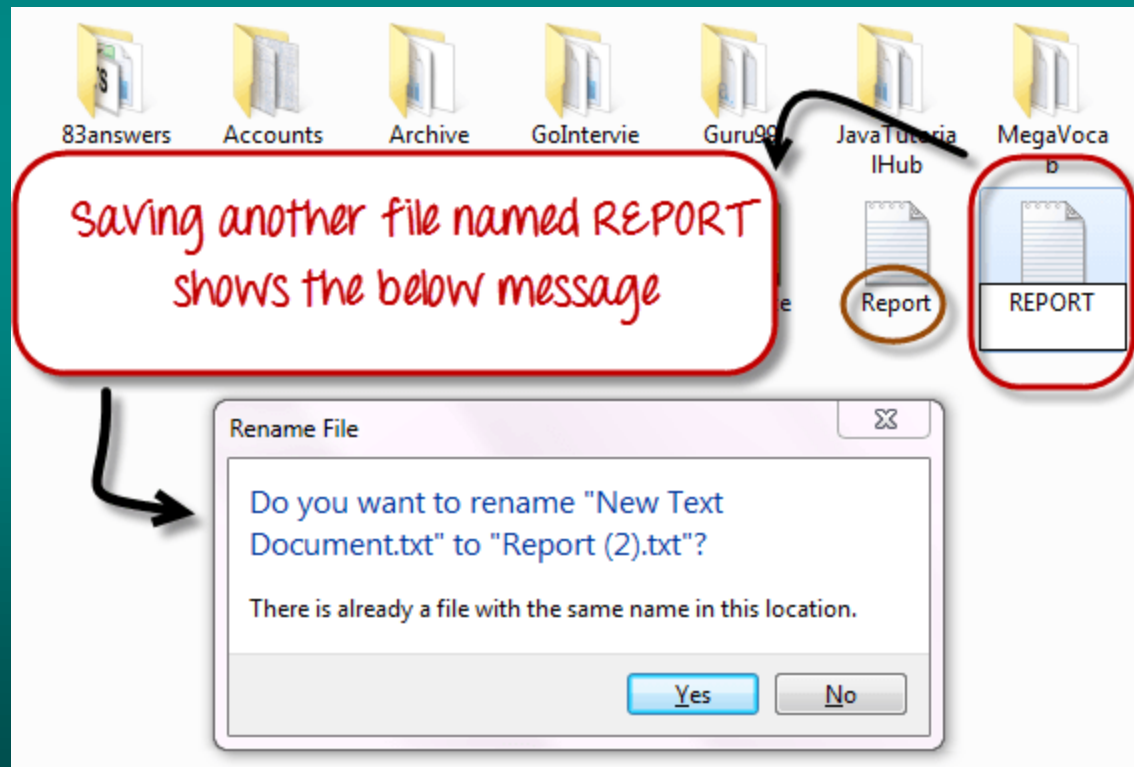 83answers Accounts Archive GoIntervie Guru99 JavaTutoria MegaVoca
lHub b
Saving another file named REPORT
shows the below message
e Report REPORT
Rename File
Do you want to rename "New Text
Document.txt" to "Report (2).txt"?
There is already a file with the same name in this location.
Yes No